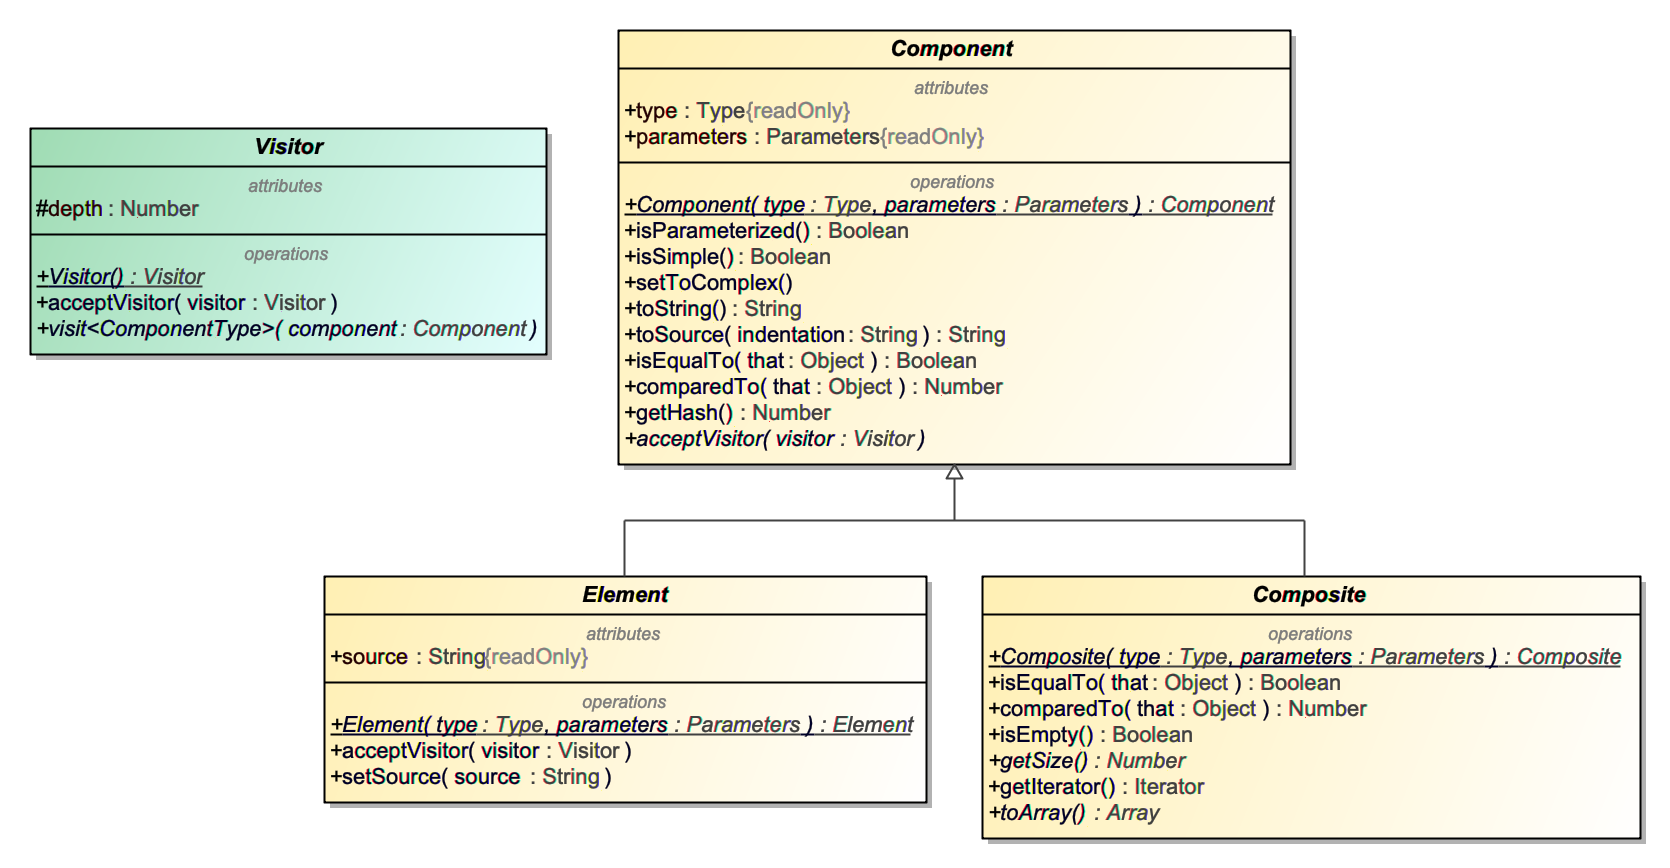 Visitor
attributes
#depth : Number
operations
+Visitor() : Visitor
+acceptVisitor( visitor : Visitor )
+visit<ComponentType>( component : Component )
Component
attributes
+type : Type{readOnly}
+parameters : Parameters{readOnly}
operations
+Component( type : Type, parameters : Parameters ) : Component
+isParameterized() : Boolean
+isSimple() : Boolean
+setToComplex()
+toString() : String
+toSource( indentation : String ) : String
+isEqualTo( that : Object ) : Boolean
+comparedTo( that : Object ) : Number
+getHash() : Number
+acceptVisitor( visitor : Visitor )
Element
attributes
+source : String{readOnly}
operations
+Element( type : Type, parameters : Parameters ) : Element
+acceptVisitor( visitor : Visitor )
+setSource( source : String )
Composite
operations
+Composite( type : Type, parameters : Parameters ) : Composite
+isEqualTo( that : Object ) : Boolean
+comparedTo( that : Object ) : Number
+isEmpty() : Boolean
+getSize() : Number
+getIterator() : Iterator
+toArray() : Array